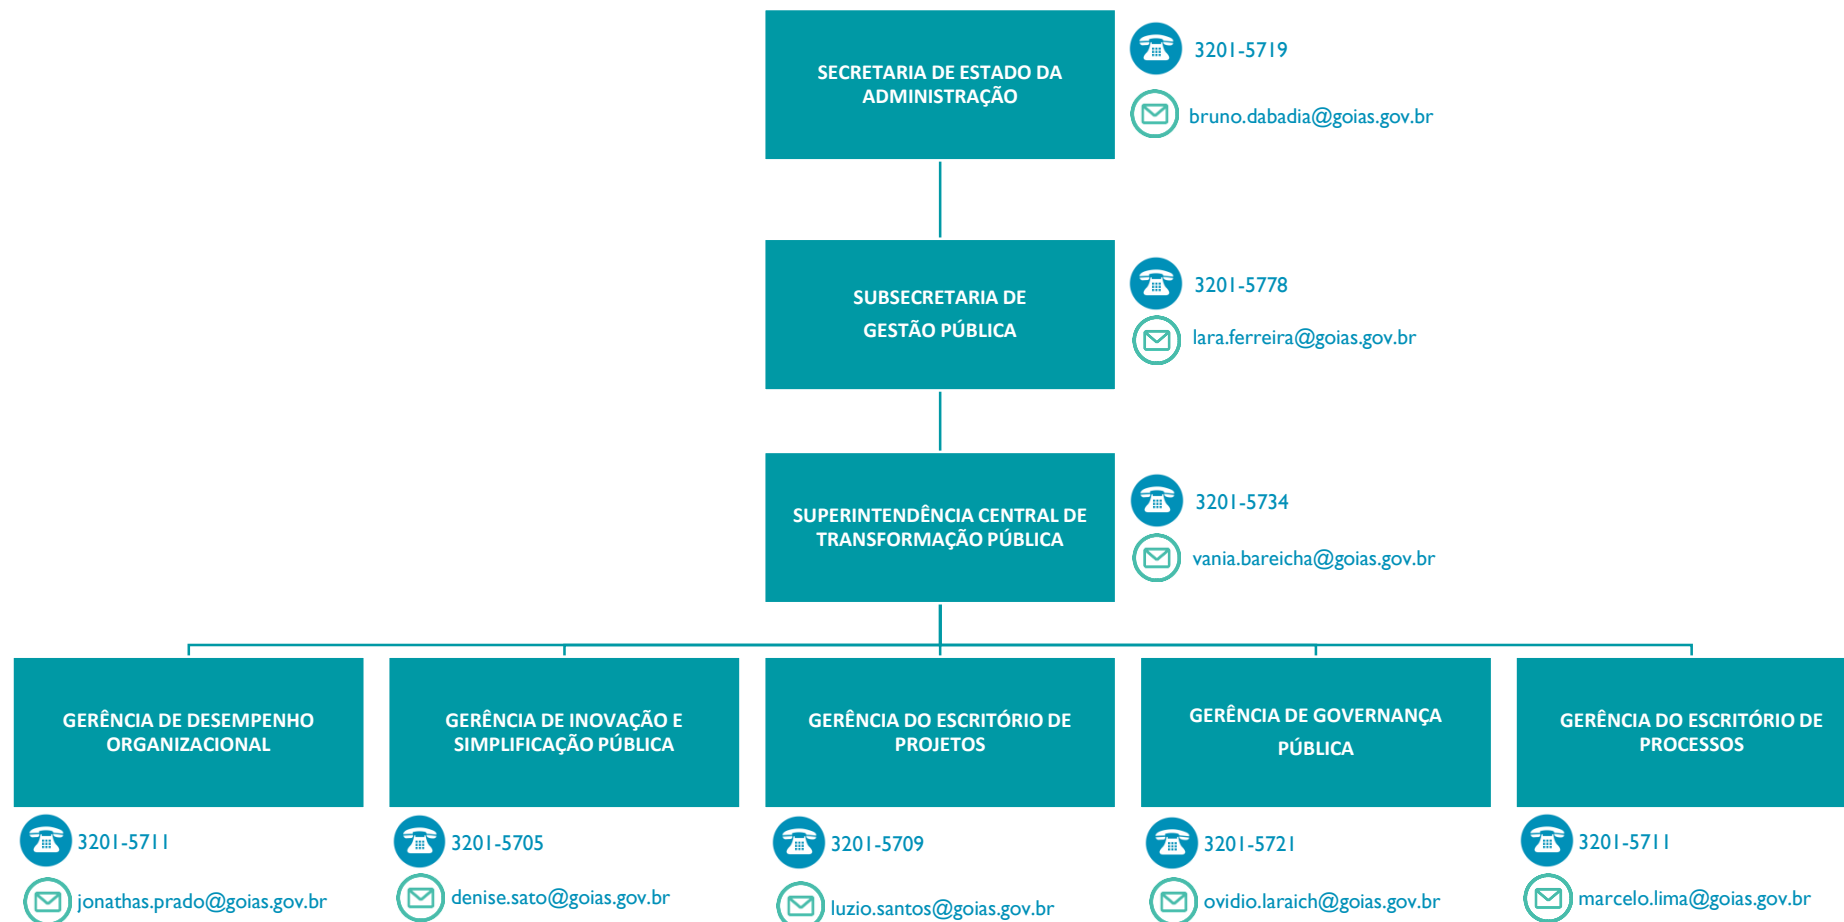 SECRETARIA DE ESTADO DA
ADMINISTRAÇÃO
3201-5719
bruno.dabadia@goias.gov.br
SUBSECRETARIA DE
GESTÃO PÚBLICA
3201-5778
lara.ferreira@goias.gov.br
SUPERINTENDÊNCIA CENTRAL DE
TRANSFORMAÇÃO PÚBLICA
3201-5734
vania.bareicha@goias.gov.br
GERÊNCIA DE DESEMPENHO
ORGANIZACIONAL
3201-5711
jonathas.prado@goias.gov.br
GERÊNCIA DE INOVAÇÃO E
SIMPLIFICAÇÃO PÚBLICA
3201-5705
denise.sato@goias.gov.br
GERÊNCIA DO ESCRITÓRIO DE
PROJETOS
3201-5709
luzio.santos@goias.gov.br
GERÊNCIA DE GOVERNANÇA
PÚBLICA
3201-5721
ovidio.laraich@goias.gov.br
GERÊNCIA DO ESCRITÓRIO DE
PROCESSOS
3201-5711
marcelo.lima@goias.gov.br